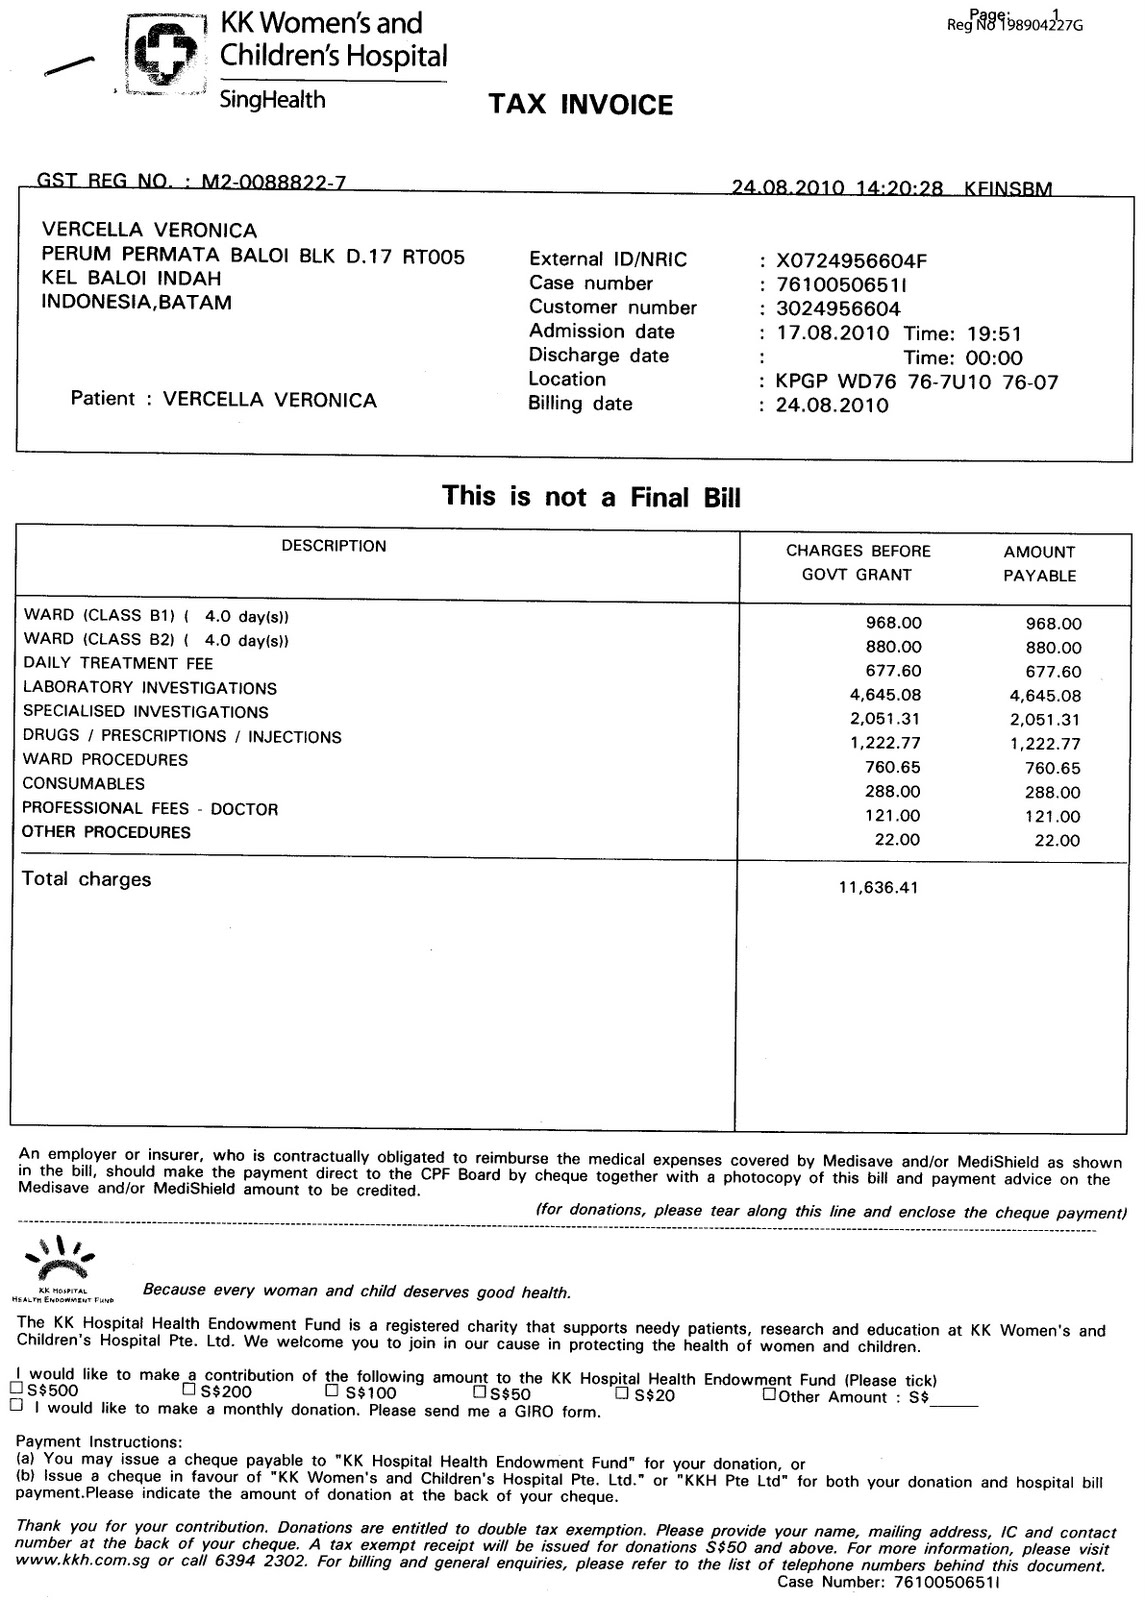 KK Women's and
Children's Hospital
SingHealth
Page: 1
Reg No 198904227G
TAX INVOICE
GST REG NO. : M2-0088822-7
24.08.2010 14:20:28 KFINSBM
VERCELLA VERONICA
PERUM PERMATA BALOI BLK D.17 RT005
KEL BALOI INDAH
INDONESIA,BATAM
Patient : VERCELLA VERONICA
External ID/NRIC : X0724956604F
Case number : 7610050651I
Customer number : 3024956604
Admission date : 17.08.2010 Time: 19:51
Discharge date : Time: 00:00
Location : KPGP WD76 76-7U10 76-07
Billing date : 24.08.2010
This is not a Final Bill
DESCRIPTION CHARGES BEFORE GOVT GRANT AMOUNT PAYABLE
WARD (CLASS B1) ( 4.0 day(s)) 968.00 968.00
WARD (CLASS B2) ( 4.0 day(s)) 880.00 880.00
DAILY TREATMENT FEE 677.60 677.60
LABORATORY INVESTIGATIONS 4,645.08 4,645.08
SPECIALISED INVESTIGATIONS 2,051.31 2,051.31
DRUGS / PRESCRIPTIONS / INJECTIONS 1,222.77 1,222.77
WARD PROCEDURES 760.65 760.65
CONSUMABLES 288.00 288.00
PROFESSIONAL FEES - DOCTOR 121.00 121.00
OTHER PROCEDURES 22.00 22.00
Total charges 11,636.41
An employer or insurer, who is contractually obligated to reimburse the medical expenses covered by Medisave and/or MediShield as shown
in the bill, should make the payment direct to the CPF Board by cheque together with a photocopy of this bill and payment advice on the
Medisave and/or MediShield amount to be credited.
(for donations, please tear along this line and enclose the cheque payment)
KK HOSPITAL
HEALTH ENDOWMENT FUND
Because every woman and child deserves good health.
The KK Hospital Health Endowment Fund is a registered charity that supports needy patients, research and education at KK Women's and
Children's Hospital Pte. Ltd. We welcome you to join in our cause in protecting the health of women and children.
I would like to make a contribution of the following amount to the KK Hospital Health Endowment Fund (Please tick)
S$500 S$200 S$100 S$50 S$20 Other Amount : S$_____
I would like to make a monthly donation. Please send me a GIRO form.
Payment Instructions:
(a) You may issue a cheque payable to "KK Hospital Health Endowment Fund" for your donation, or
(b) Issue a cheque in favour of "KK Women's and Children's Hospital Pte. Ltd." or "KKH Pte Ltd" for both your donation and hospital bill
payment.Please indicate the amount of donation at the back of your cheque.
Thank you for your contribution. Donations are entitled to double tax exemption. Please provide your name, mailing address, IC and contact
number at the back of your cheque. A tax exempt receipt will be issued for donations S$50 and above. For more information, please visit
www.kkh.com.sg or call 6394 2302. For billing and general enquiries, please refer to the list of telephone numbers behind this document.
Case Number: 7610050651I